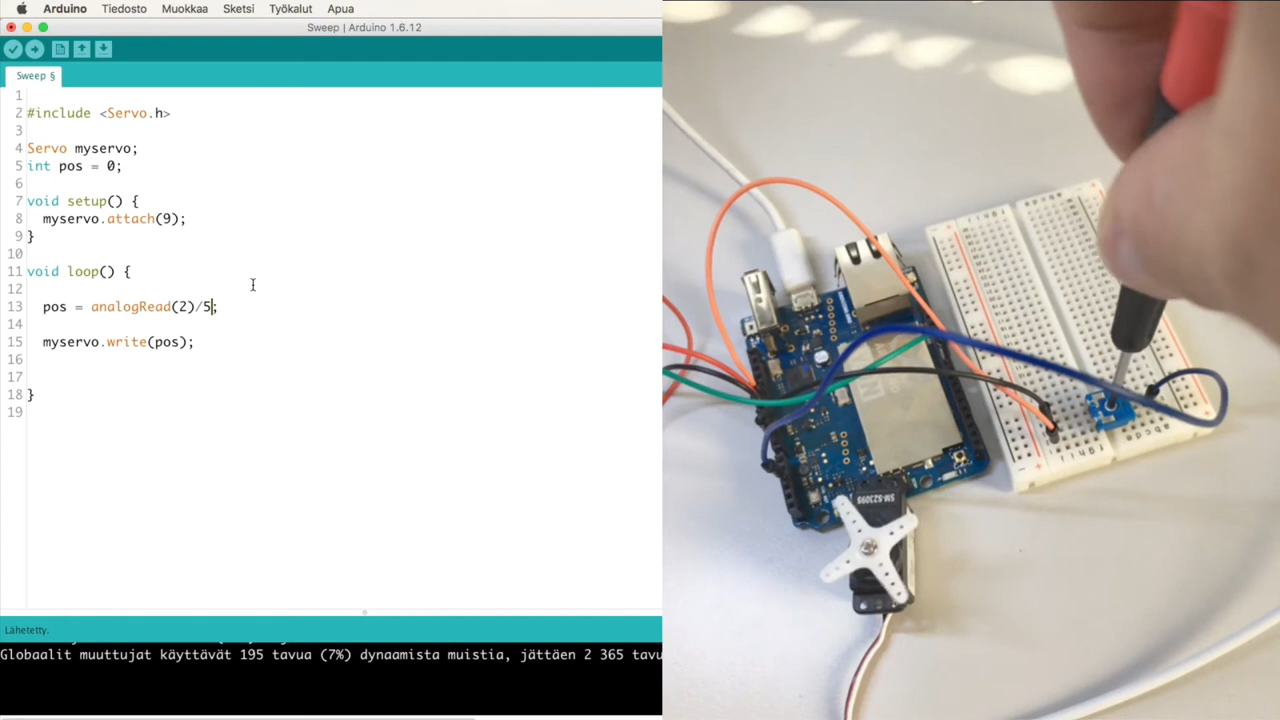 Arduino Tiedosto Muokkaa Sketsi Työkalut Apua
Sweep | Arduino 1.6.12
Sweep §
1
2 #include <Servo.h>
3
4 Servo myservo;
5 int pos = 0;
6
7 void setup() {
8 myservo.attach(9);
9 }
10
11 void loop() {
12
13 pos = analogRead(2)/5;
14
15 myservo.write(pos);
16
17
18 }
19
Lähetetty.
Globaalit muuttujat käyttävät 195 tavua (7%) dynaamista muistia, jättäen 2 365 tavu
SM-S2309S
f g h i j
a b c d e